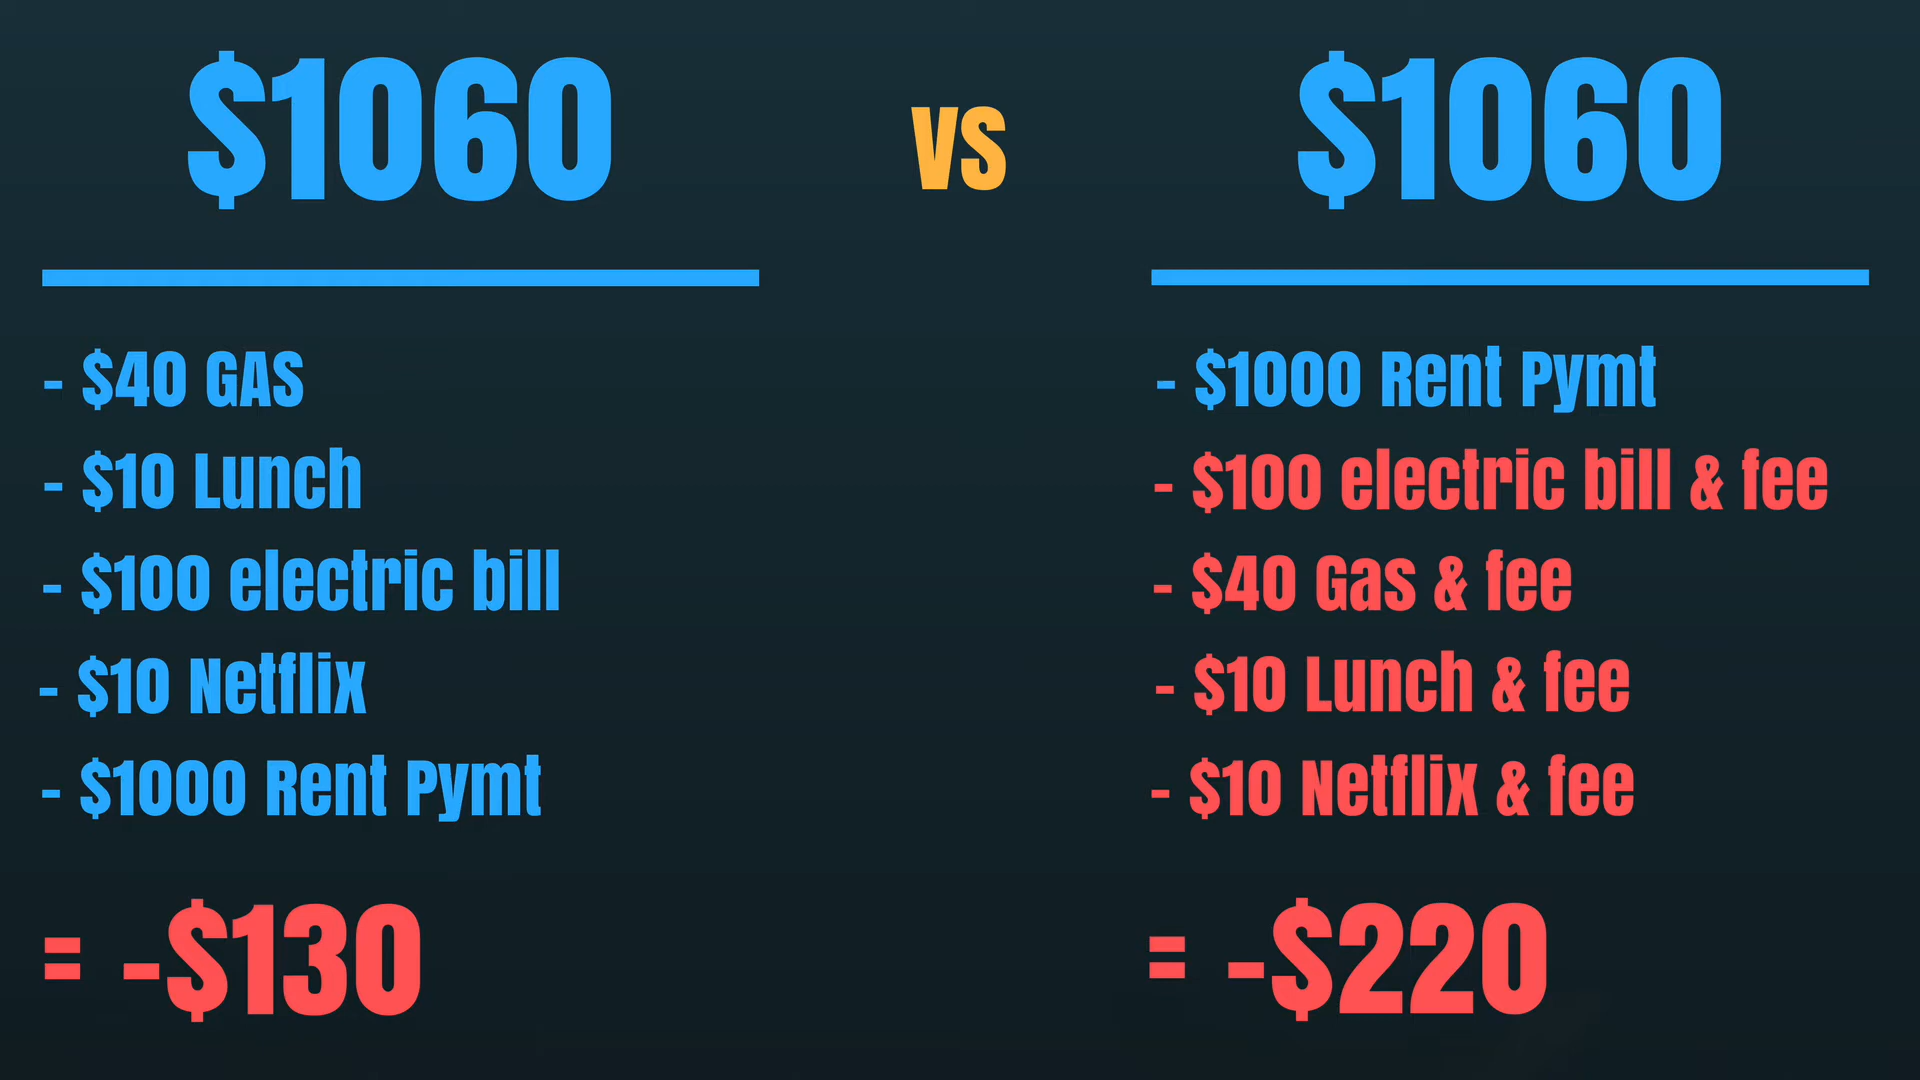 $1060
VS
$1060
- $40 GAS
- $10 Lunch
- $100 electric bill
- $10 Netflix
- $1000 Rent Pymt
= -$130
- $1000 Rent Pymt
- $100 electric bill & fee
- $40 Gas & fee
- $10 Lunch & fee
- $10 Netflix & fee
= -$220